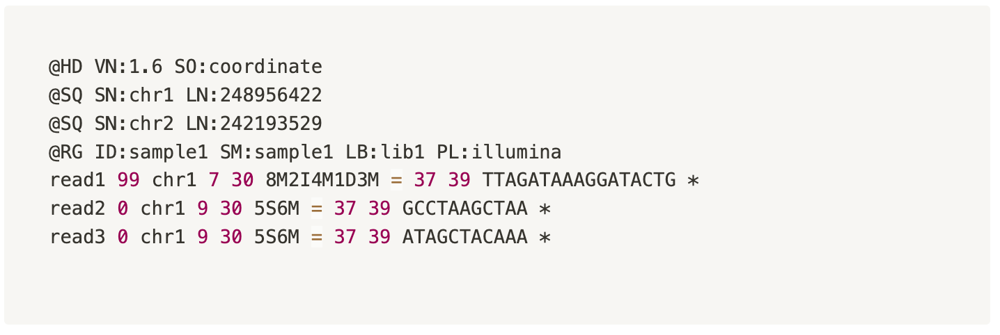 @HD VN:1.6 SO:coordinate
@SQ SN:chr1 LN:248956422
@SQ SN:chr2 LN:242193529
@RG ID:sample1 SM:sample1 LB:lib1 PL:illumina
read1 99 chr1 7 30 8M2I4M1D3M = 37 39 TTAGATAAAGGATACTG *
read2 0 chr1 9 30 5S6M = 37 39 GCCTAAGCTAA *
read3 0 chr1 9 30 5S6M = 37 39 ATAGCTACAAA *